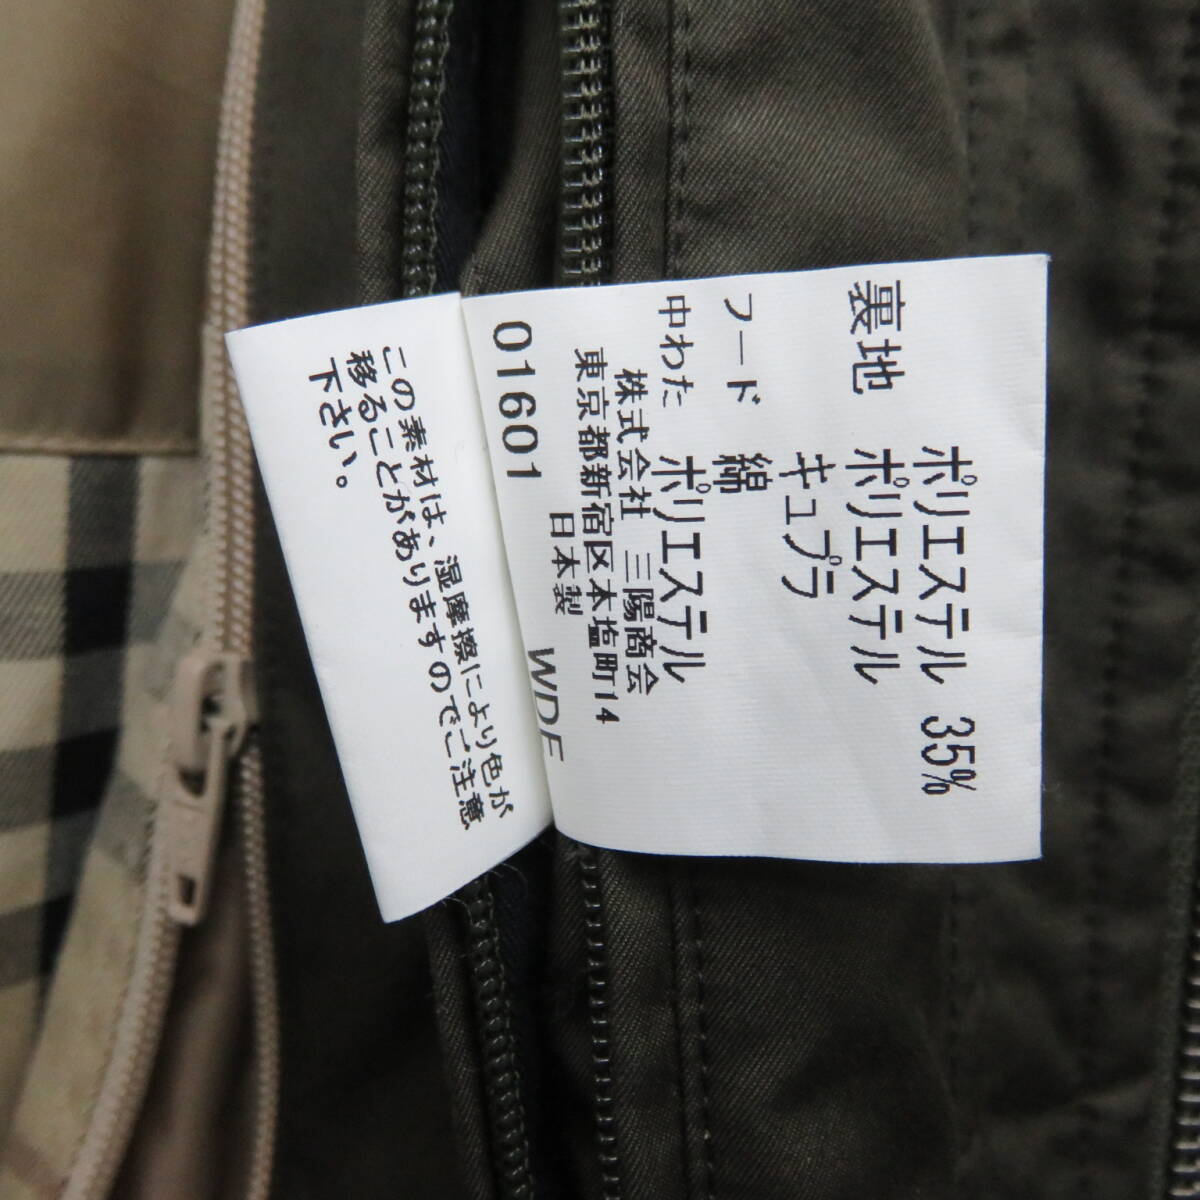 ポリエステル 35%
裏地 ポリエステル
キュプラ
フード 綿
中わた ポリエステル
株式会社 三陽商会
東京都新宿区本塩町14
日本製
01601 WDF
この素材は、湿摩擦により色が
移ることがありますのでご注意
下さい。